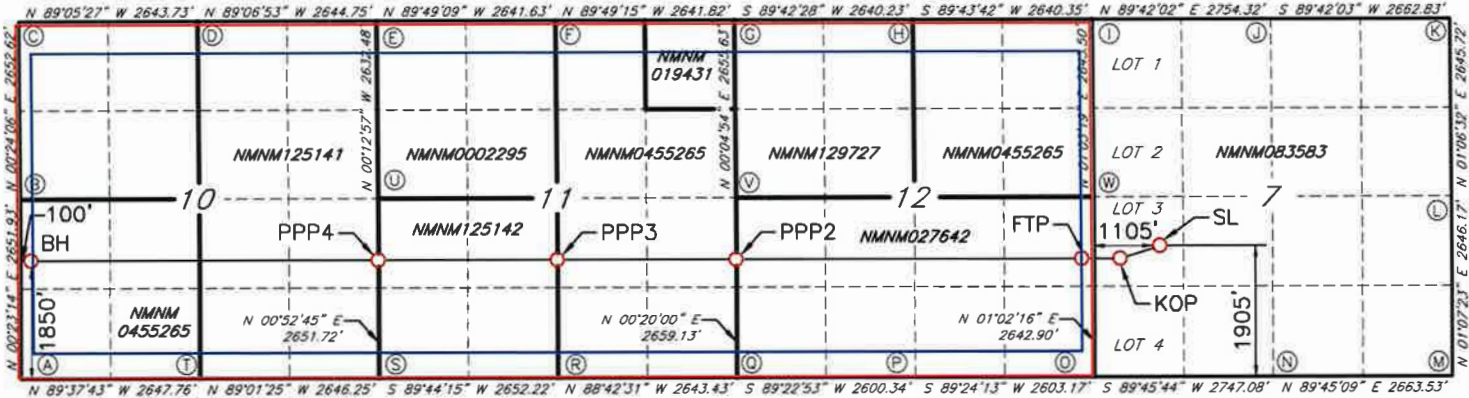 N 89°05'27" W 2643.73' N 89°06'53" W 2644.75' N 89°49'09" W 2641.63' N 89°49'15" W 2641.82' S 89°42'28" W 2640.23' S 89°43'42" W 2640.35' N 89°42'02" E 2754.32' S 89°42'03" W 2662.83'
C D E F G H I J K
N 00°24'06" E 2652.62'
N 00°12'57" W 2632.48'
NMNM
019431
N 00°04'54" E 2652.63'
N 01°03'19" E 2643.50'
LOT 1
N 01°06'32" E 2645.72'
NMNM125141 NMNM0002295 NMNM0455265 NMNM129727 NMNM0455265 LOT 2 NMNM083583
B U V W
10 11 12 7
LOT 3
L
100'
BH
PPP4
NMNM125142
PPP3
PPP2
NMNM027642
FTP
1105'
SL
KOP
N 00°23'14" E 2651.93'
1850'
NMNM
0455265
N 00°52'45" E
2651.72'
N 00°20'00" E
2659.13'
N 01°02'16" E
2642.90'
LOT 4
1905'
N 01°07'23" E 2646.17'
A T S R Q P O N M
N 89°37'43" W 2647.76' N 89°01'25" W 2646.25' S 89°44'15" W 2652.22' N 88°42'31" W 2643.43' S 89°22'53" W 2600.34' S 89°24'13" W 2603.17' S 89°45'44" W 2747.08' N 89°45'09" E 2663.53'